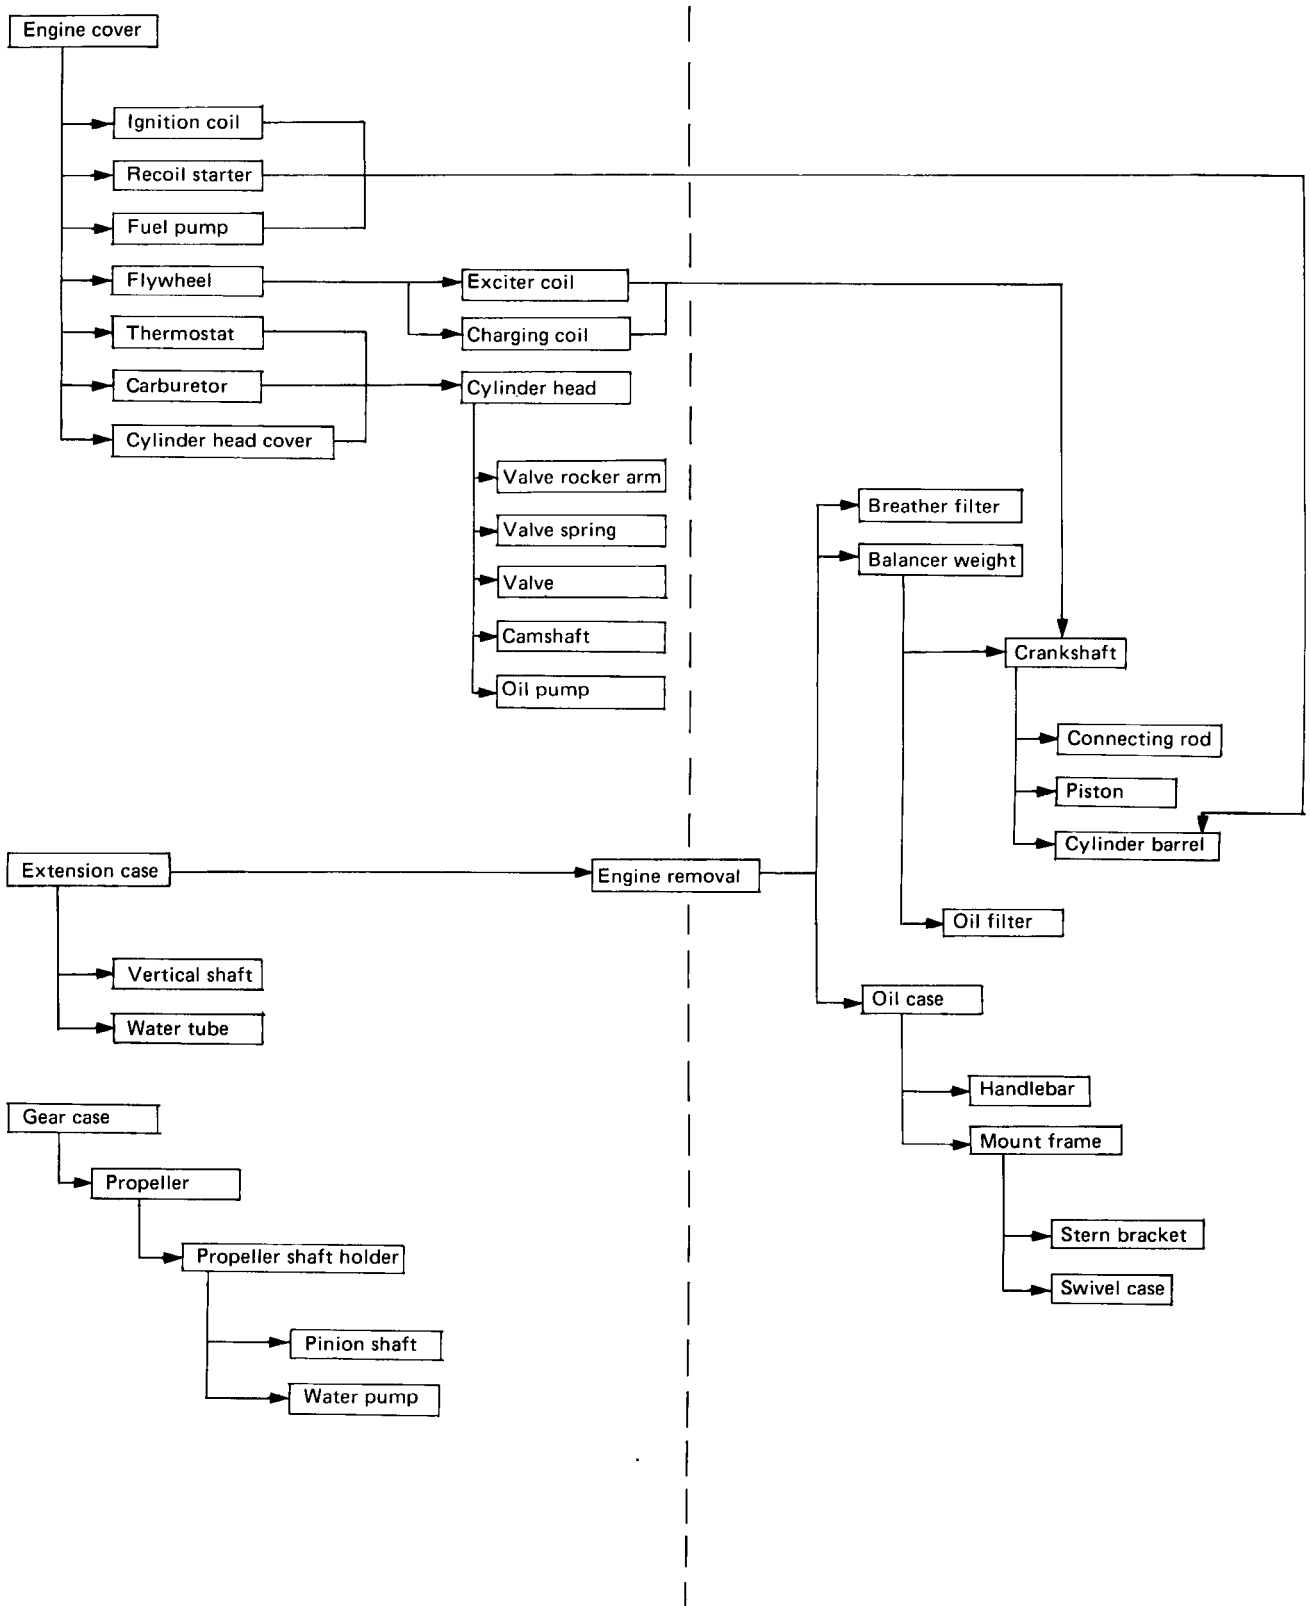 Engine cover
Ignition coil
Recoil starter
Fuel pump
Flywheel
Thermostat
Carburetor
Cylinder head cover
Exciter coil
Charging coil
Cylinder head
Valve rocker arm
Valve spring
Valve
Camshaft
Oil pump
Breather filter
Balancer weight
Crankshaft
Connecting rod
Piston
Cylinder barrel
Extension case
Engine removal
Oil filter
Vertical shaft
Water tube
Oil case
Handlebar
Mount frame
Stern bracket
Swivel case
Gear case
Propeller
Propeller shaft holder
Pinion shaft
Water pump